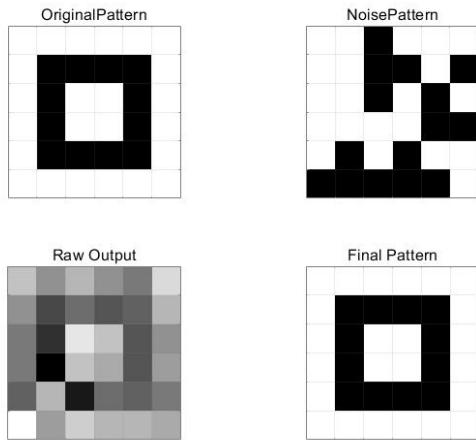 OriginalPattern
NoisePattern
Raw Output
Final Pattern